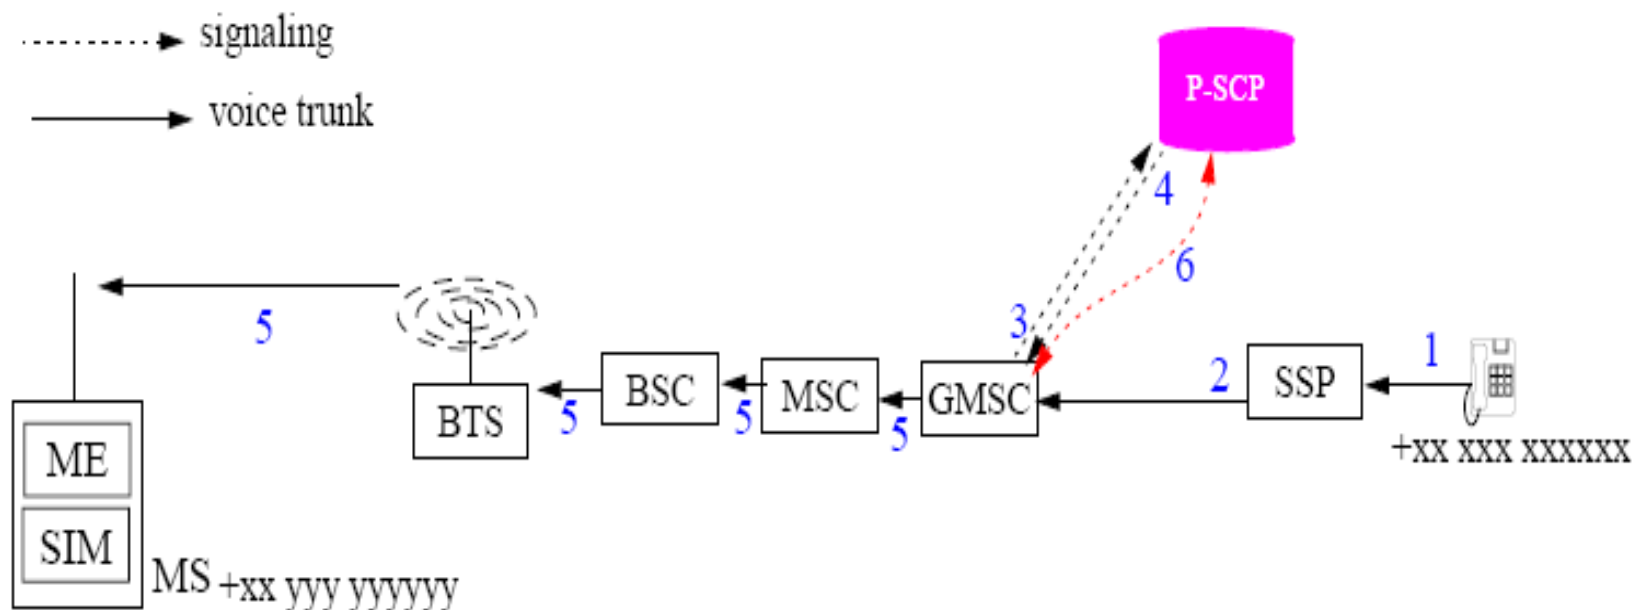 signaling
voice trunk
P-SCP
4
6
3
5
1
2
SSP
GMSC
MSC
BSC
BTS
5
5
5
+xx xxx xxxxxx
ME
SIM
MS +xx yyy yyyyyy